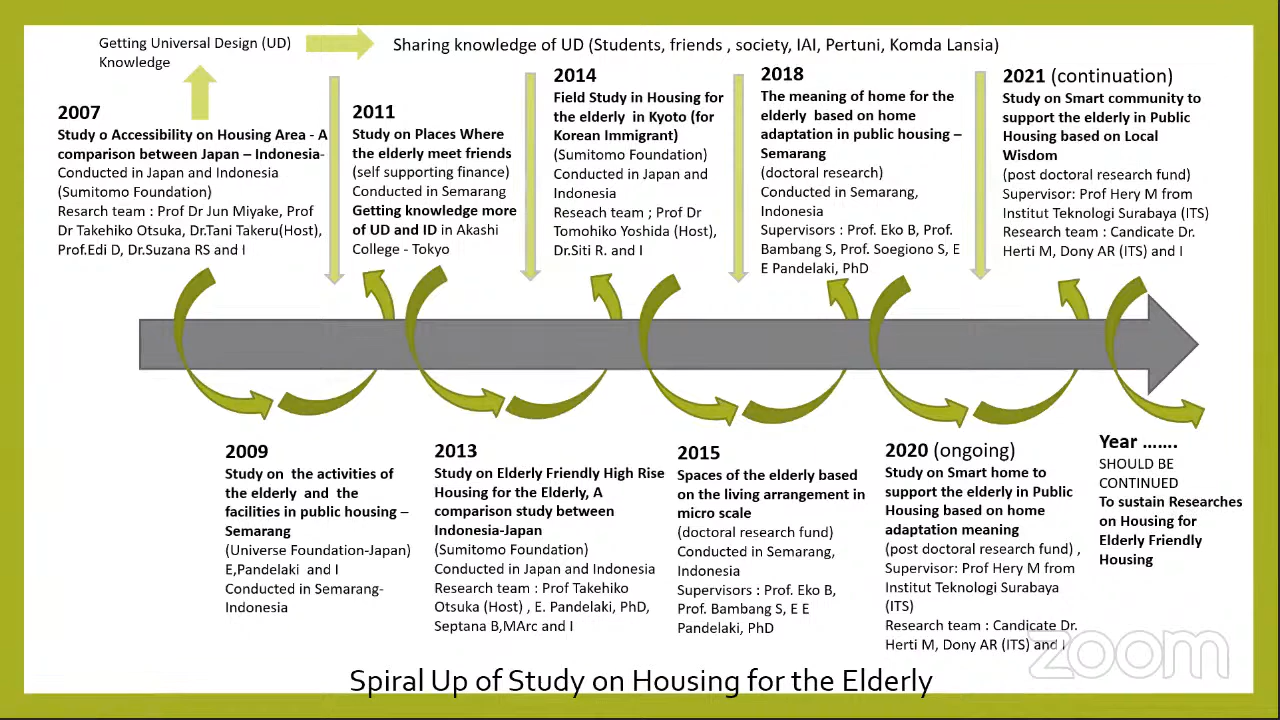 Getting Universal Design (UD)
Knowledge
Sharing knowledge of UD (Students, friends , society, IAI, Pertuni, Komda Lansia)
2007
Study o Accessibility on Housing Area - A
comparison between Japan – Indonesia-
Conducted in Japan and Indonesia
(Sumitomo Foundation)
Resarch team : Prof Dr Jun Miyake, Prof
Dr Takehiko Otsuka, Dr.Tani Takeru(Host),
Prof.Edi D, Dr.Suzana RS and I
2011
Study on Places Where
the elderly meet friends
(self supporting finance)
Conducted in Semarang
Getting knowledge more
of UD and ID in Akashi
College - Tokyo
2014
Field Study in Housing for
the elderly in Kyoto (for
Korean Immigrant)
(Sumitomo Foundation)
Conducted in Japan and
Indonesia
Reseach team ; Prof Dr
Tomohiko Yoshida (Host),
Dr.Siti R. and I
2018
The meaning of home for the
elderly based on home
adaptation in public housing –
Semarang
(doctoral research)
Conducted in Semarang,
Indonesia
Supervisors : Prof. Eko B, Prof.
Bambang S, Prof. Soegiono S, E
E Pandelaki, PhD
2021 (continuation)
Study on Smart community to
support the elderly in Public
Housing based on Local
Wisdom
(post doctoral research fund)
Supervisor: Prof Hery M from
Institut Teknologi Surabaya (ITS)
Research team : Candicate Dr.
Herti M, Dony AR (ITS) and I
2009
Study on the activities of
the elderly and the
facilities in public housing –
Semarang
(Universe Foundation-Japan)
E,Pandelaki and I
Conducted in Semarang-
Indonesia
2013
Study on Elderly Friendly High Rise
Housing for the Elderly, A
comparison study between
Indonesia-Japan
(Sumitomo Foundation)
Conducted in Japan and Indonesia
Research team : Prof Takehiko
Otsuka (Host) , E. Pandelaki, PhD,
Septana B,MArc and I
2015
Spaces of the elderly based
on the living arrangement in
micro scale
(doctoral research fund)
Conducted in Semarang,
Indonesia
Supervisors : Prof. Eko B,
Prof. Bambang S, E E
Pandelaki, PhD
2020 (ongoing)
Study on Smart home to
support the elderly in Public
Housing based on home
adaptation meaning
(post doctoral research fund) ,
Supervisor: Prof Hery M from
Institut Teknologi Surabaya
(ITS)
Research team : Candicate Dr.
Herti M, Dony AR (ITS) and I
Year .......
SHOULD BE
CONTINUED
To sustain Researches
on Housing for
Elderly Friendly
Housing
zoom
Spiral Up of Study on Housing for the Elderly